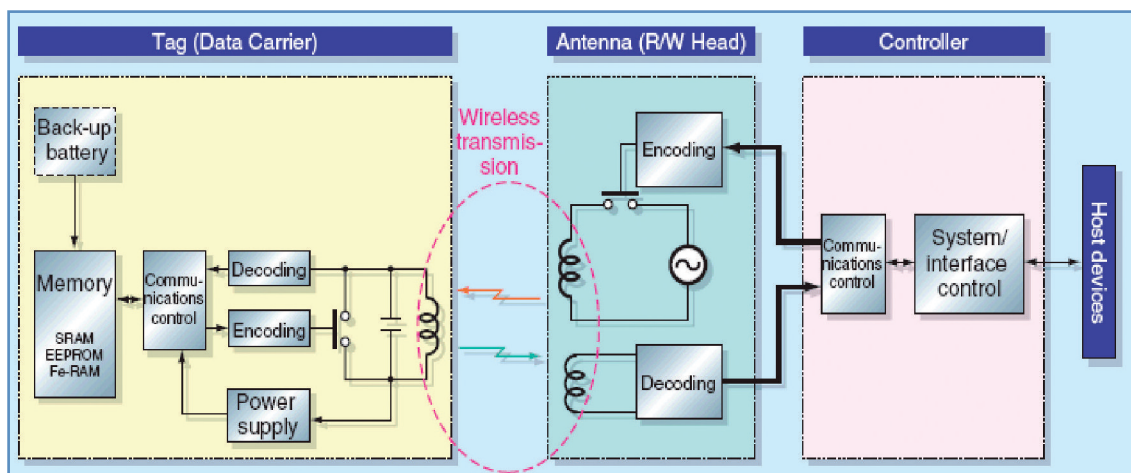 Tag (Data Carrier)
Antenna (R/W Head)
Controller
Back-up
battery
Wireless
transmis-
sion
Encoding
Memory
SRAM
EEPROM
Fe-RAM
Commu-
nications
control
Decoding
Encoding
Power
supply
Decoding
Commu-
nications
control
System/
interface
control
Host devices